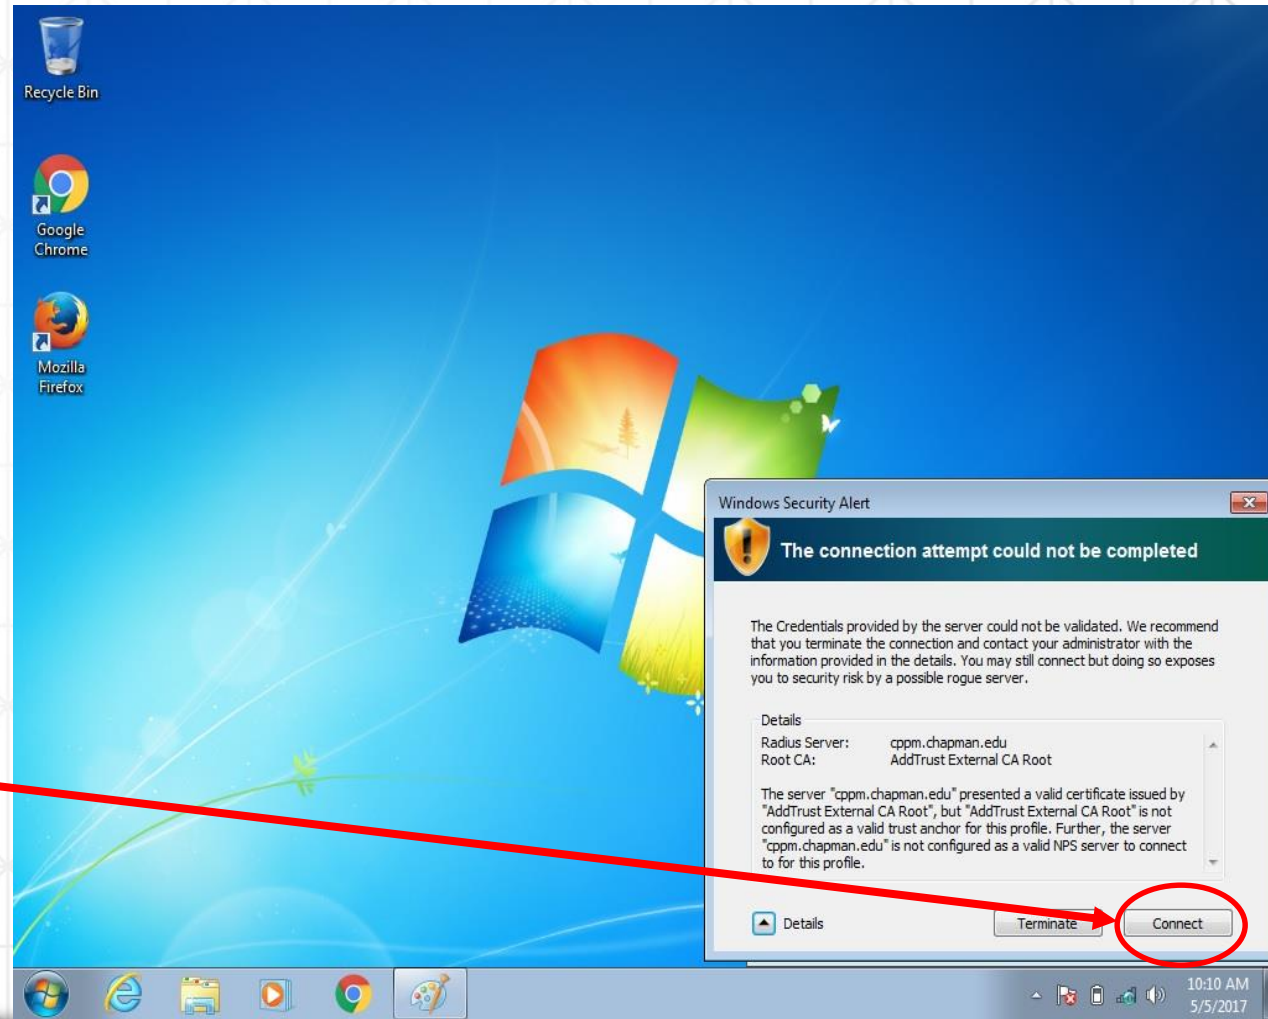 Recycle Bin
Google
Chrome
Mozilla
Firefox
Windows Security Alert
The connection attempt could not be completed
The Credentials provided by the server could not be validated. We recommend
that you terminate the connection and contact your administrator with the
information provided in the details. You may still connect but doing so exposes
you to security risk by a possible rogue server.
Details
Radius Server: cppm.chapman.edu
Root CA: AddTrust External CA Root
The server "cppm.chapman.edu" presented a valid certificate issued by
"AddTrust External CA Root", but "AddTrust External CA Root" is not
configured as a valid trust anchor for this profile. Further, the server
"cppm.chapman.edu" is not configured as a valid NPS server to connect
to for this profile.
Details
Terminate
Connect
10:10 AM
5/5/2017